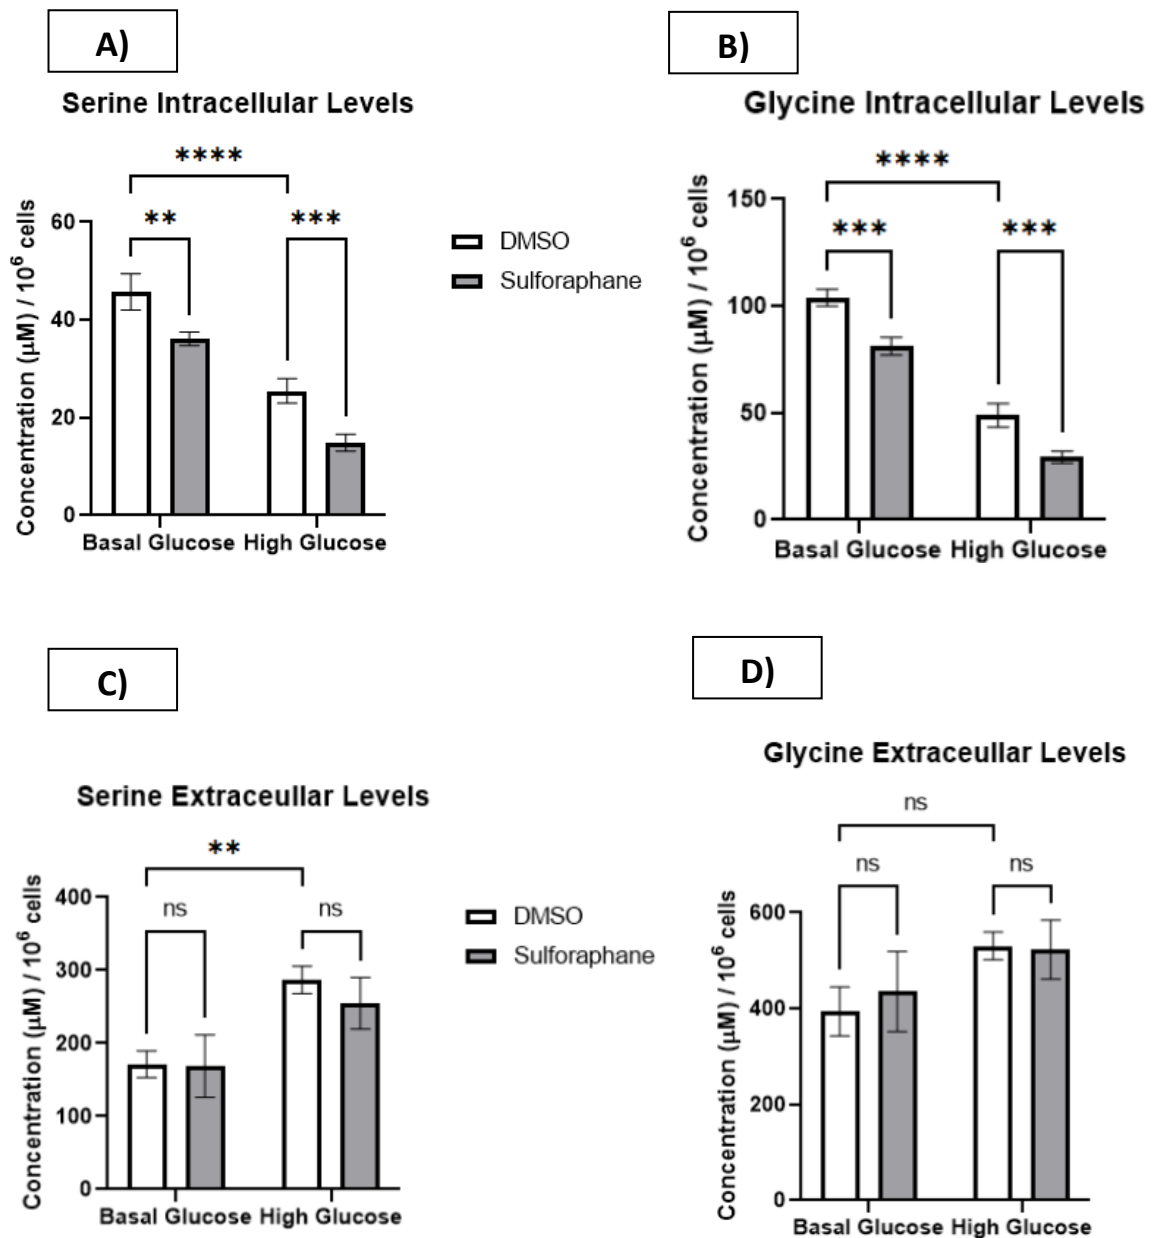 A)
Serine Intracellular Levels
****
**
***
Concentration (µM) / 10⁶ cells
60
40
20
0
Basal Glucose High Glucose
DMSO
Sulforaphane
B)
Glycine Intracellular Levels
****
***
***
Concentration (µM) / 10⁶ cells
150
100
50
0
Basal Glucose High Glucose
C)
Serine Extraceullar Levels
**
ns
ns
Concentration (µM) / 10⁶ cells
400
300
200
100
0
Basal Glucose High Glucose
DMSO
Sulforaphane
D)
Glycine Extraceullar Levels
ns
ns
ns
Concentration (µM) / 10⁶ cells
600
400
200
0
Basal Glucose High Glucose